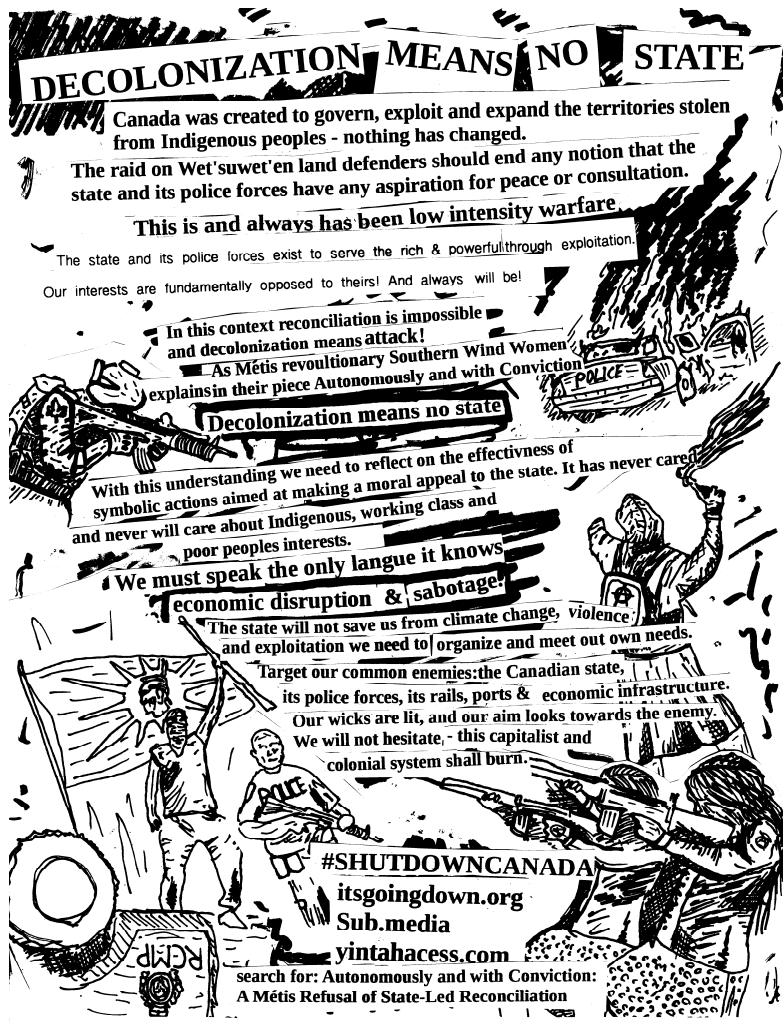 DECOLONIZATION MEANS NO STATE
Canada was created to govern, exploit and expand the territories stolen
from Indigenous peoples - nothing has changed.
The raid on Wet'suwet'en land defenders should end any notion that the
state and its police forces have any aspiration for peace or consultation.
This is and always has been low intensity warfare
The state and its police forces exist to serve the rich & powerful through exploitation.
Our interests are fundamentally opposed to theirs! And always will be!
In this context reconciliation is impossible
and decolonization means attack!
As Métis revoultionary Southern Wind Women
explains in their piece Autonomously and with Conviction
POLICE
Decolonization means no state
With this understanding we need to reflect on the effectivness of
symbolic actions aimed at making a moral appeal to the state. It has never cared
and never will care about Indigenous, working class and
poor peoples interests.
We must speak the only langue it knows
economic disruption & sabotage!
The state will not save us from climate change, violence
and exploitation we need to organize and meet out own needs.
Target our common enemies:the Canadian state,
its police forces, its rails, ports & economic infrastructure.
Our wicks are lit, and our aim looks towards the enemy.
We will not hesitate, - this capitalist and
colonial system shall burn.
POLICE
#SHUTDOWNCANADA
itsgoingdown.org
Sub.media
yintahacess.com
RCMP
search for: Autonomously and with Conviction:
A Métis Refusal of State-Led Reconciliation